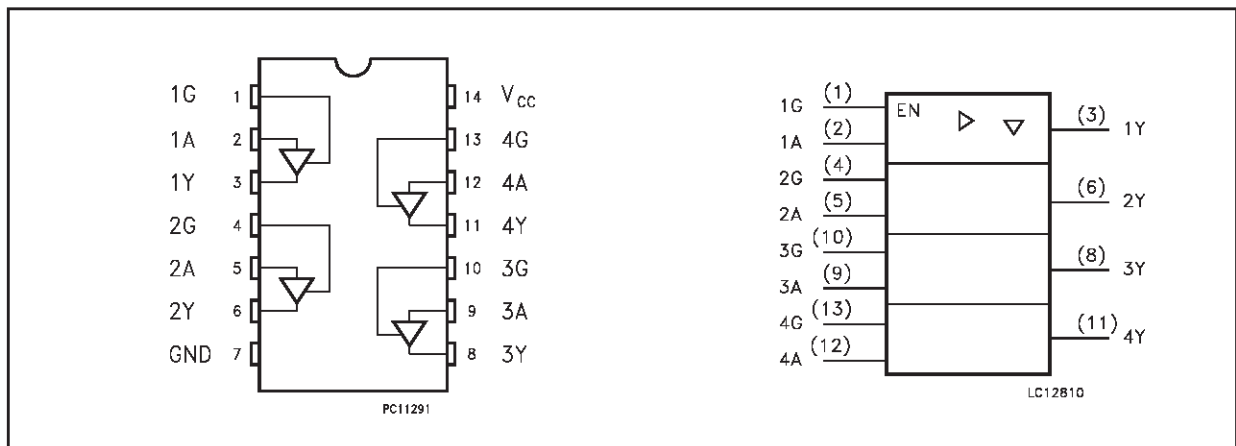 1G 1 14 VCC
1A 2 13 4G
1Y 3 12 4A
2G 4 11 4Y
2A 5 10 3G
2Y 6 9 3A
GND 7 8 3Y
PC11291
1G (1) EN (3) 1Y
1A (2)
2G (4) (6) 2Y
2A (5)
3G (10) (8) 3Y
3A (9)
4G (13) (11) 4Y
4A (12)
LC12810